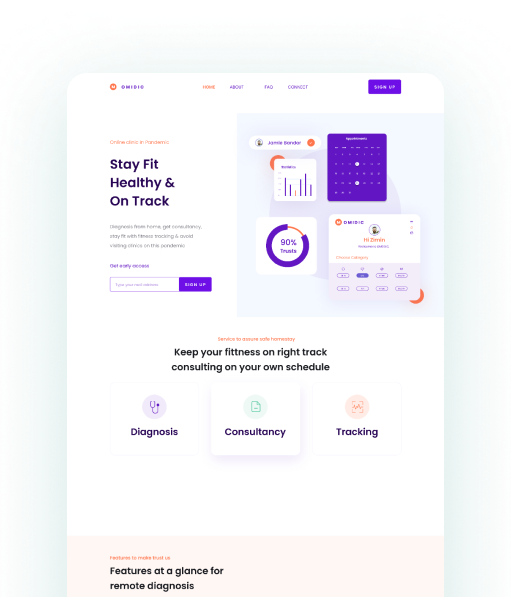 OMIDIC
HOME ABOUT FAQ CONNECT
SIGN UP
Online clinic in Pandemic
Stay Fit
Healthy &
On Track
Diagnosis from home, get consultancy,
stay fit with fitness tracking & avoid
visiting clinics on this pandemic
Get early access
Type your mail address
SIGN UP
Jamie Bandor
Appointments
Statistics
90%
Trusts
OMIDIC
Hi Zimin
Choose Category
Service to assure safe homestay
Keep your fittness on right track
consulting on your own schedule
Diagnosis
Consultancy
Tracking
Features to make trust us
Features at a glance for
remote diagnosis